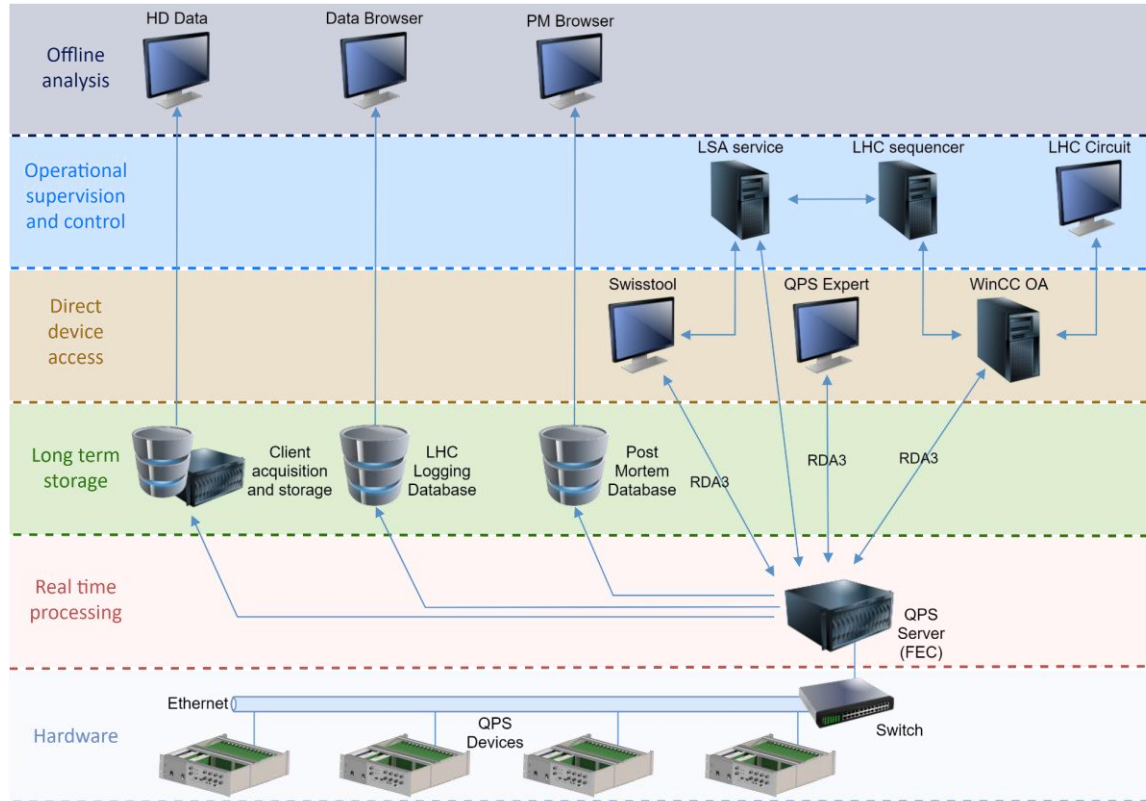 HD Data
Data Browser
PM Browser
Offline
analysis
LSA service
LHC sequencer
LHC Circuit
Operational
supervision
and control
Swisstool
QPS Expert
WinCC OA
Direct
device
access
Long term
storage
Client
acquisition
and storage
LHC
Logging
Database
Post
Mortem
Database
RDA3
RDA3
RDA3
Real time
processing
QPS
Server
(FEC)
Ethernet
Hardware
QPS
Devices
Switch